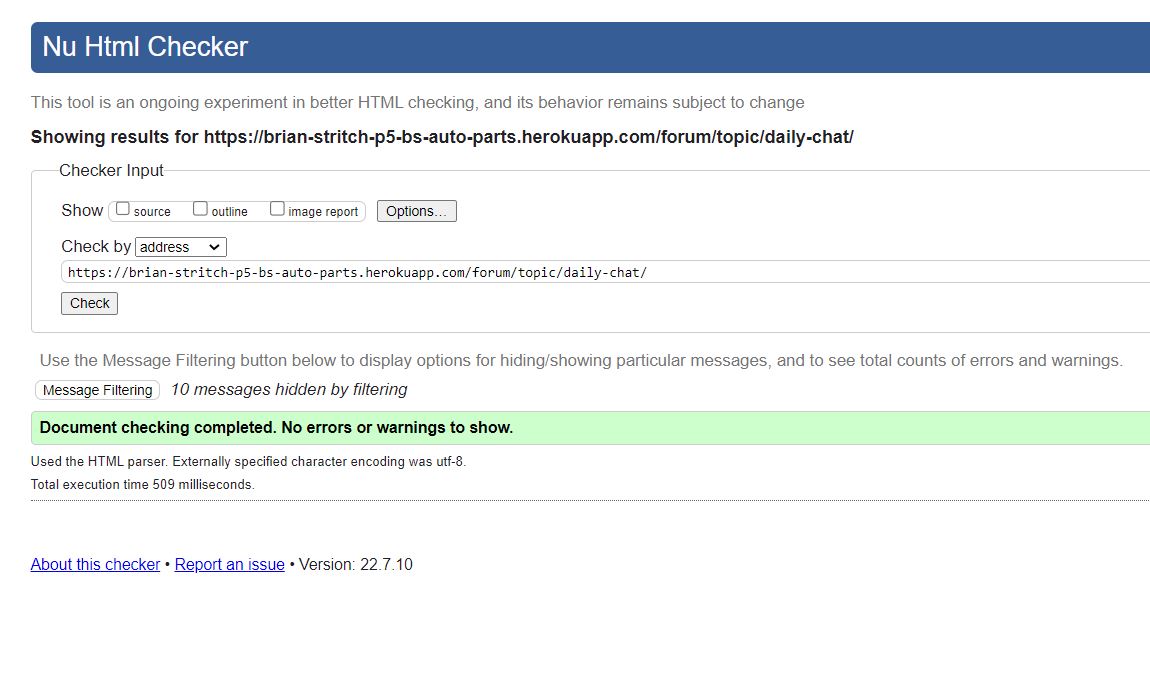 Nu Html Checker
This tool is an ongoing experiment in better HTML checking, and its behavior remains subject to change
Showing results for https://brian-stritch-p5-bs-auto-parts.herokuapp.com/forum/topic/daily-chat/
Checker Input
Show source outline image report Options...
Check by address
https://brian-stritch-p5-bs-auto-parts.herokuapp.com/forum/topic/daily-chat/
Check
Use the Message Filtering button below to display options for hiding/showing particular messages, and to see total counts of errors and warnings.
Message Filtering 10 messages hidden by filtering
Document checking completed. No errors or warnings to show.
Used the HTML parser. Externally specified character encoding was utf-8.
Total execution time 509 milliseconds.
About this checker • Report an issue • Version: 22.7.10